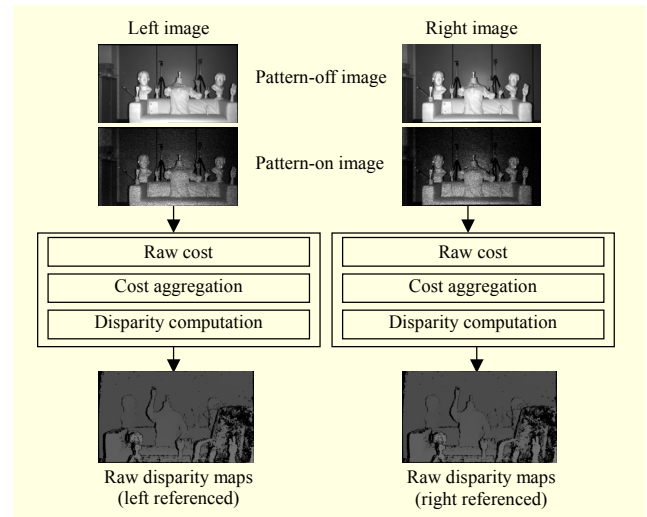 Left image
Right image
Pattern-off image
Pattern-on image
Raw cost
Raw cost
Cost aggregation
Cost aggregation
Disparity computation
Disparity computation
Raw disparity maps
(left referenced)
Raw disparity maps
(right referenced)